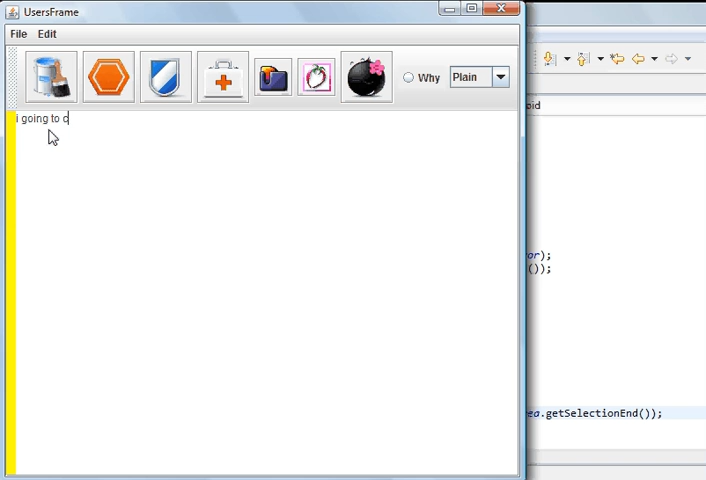 UsersFrame
File Edit
Why Plain
i going to c
oid
or);
());
ea.getSelectionEnd());